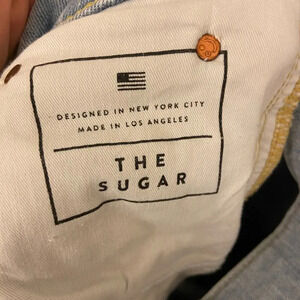 DESIGNED IN NEW YORK CITY
MADE IN LOS ANGELES
THE
SUGAR